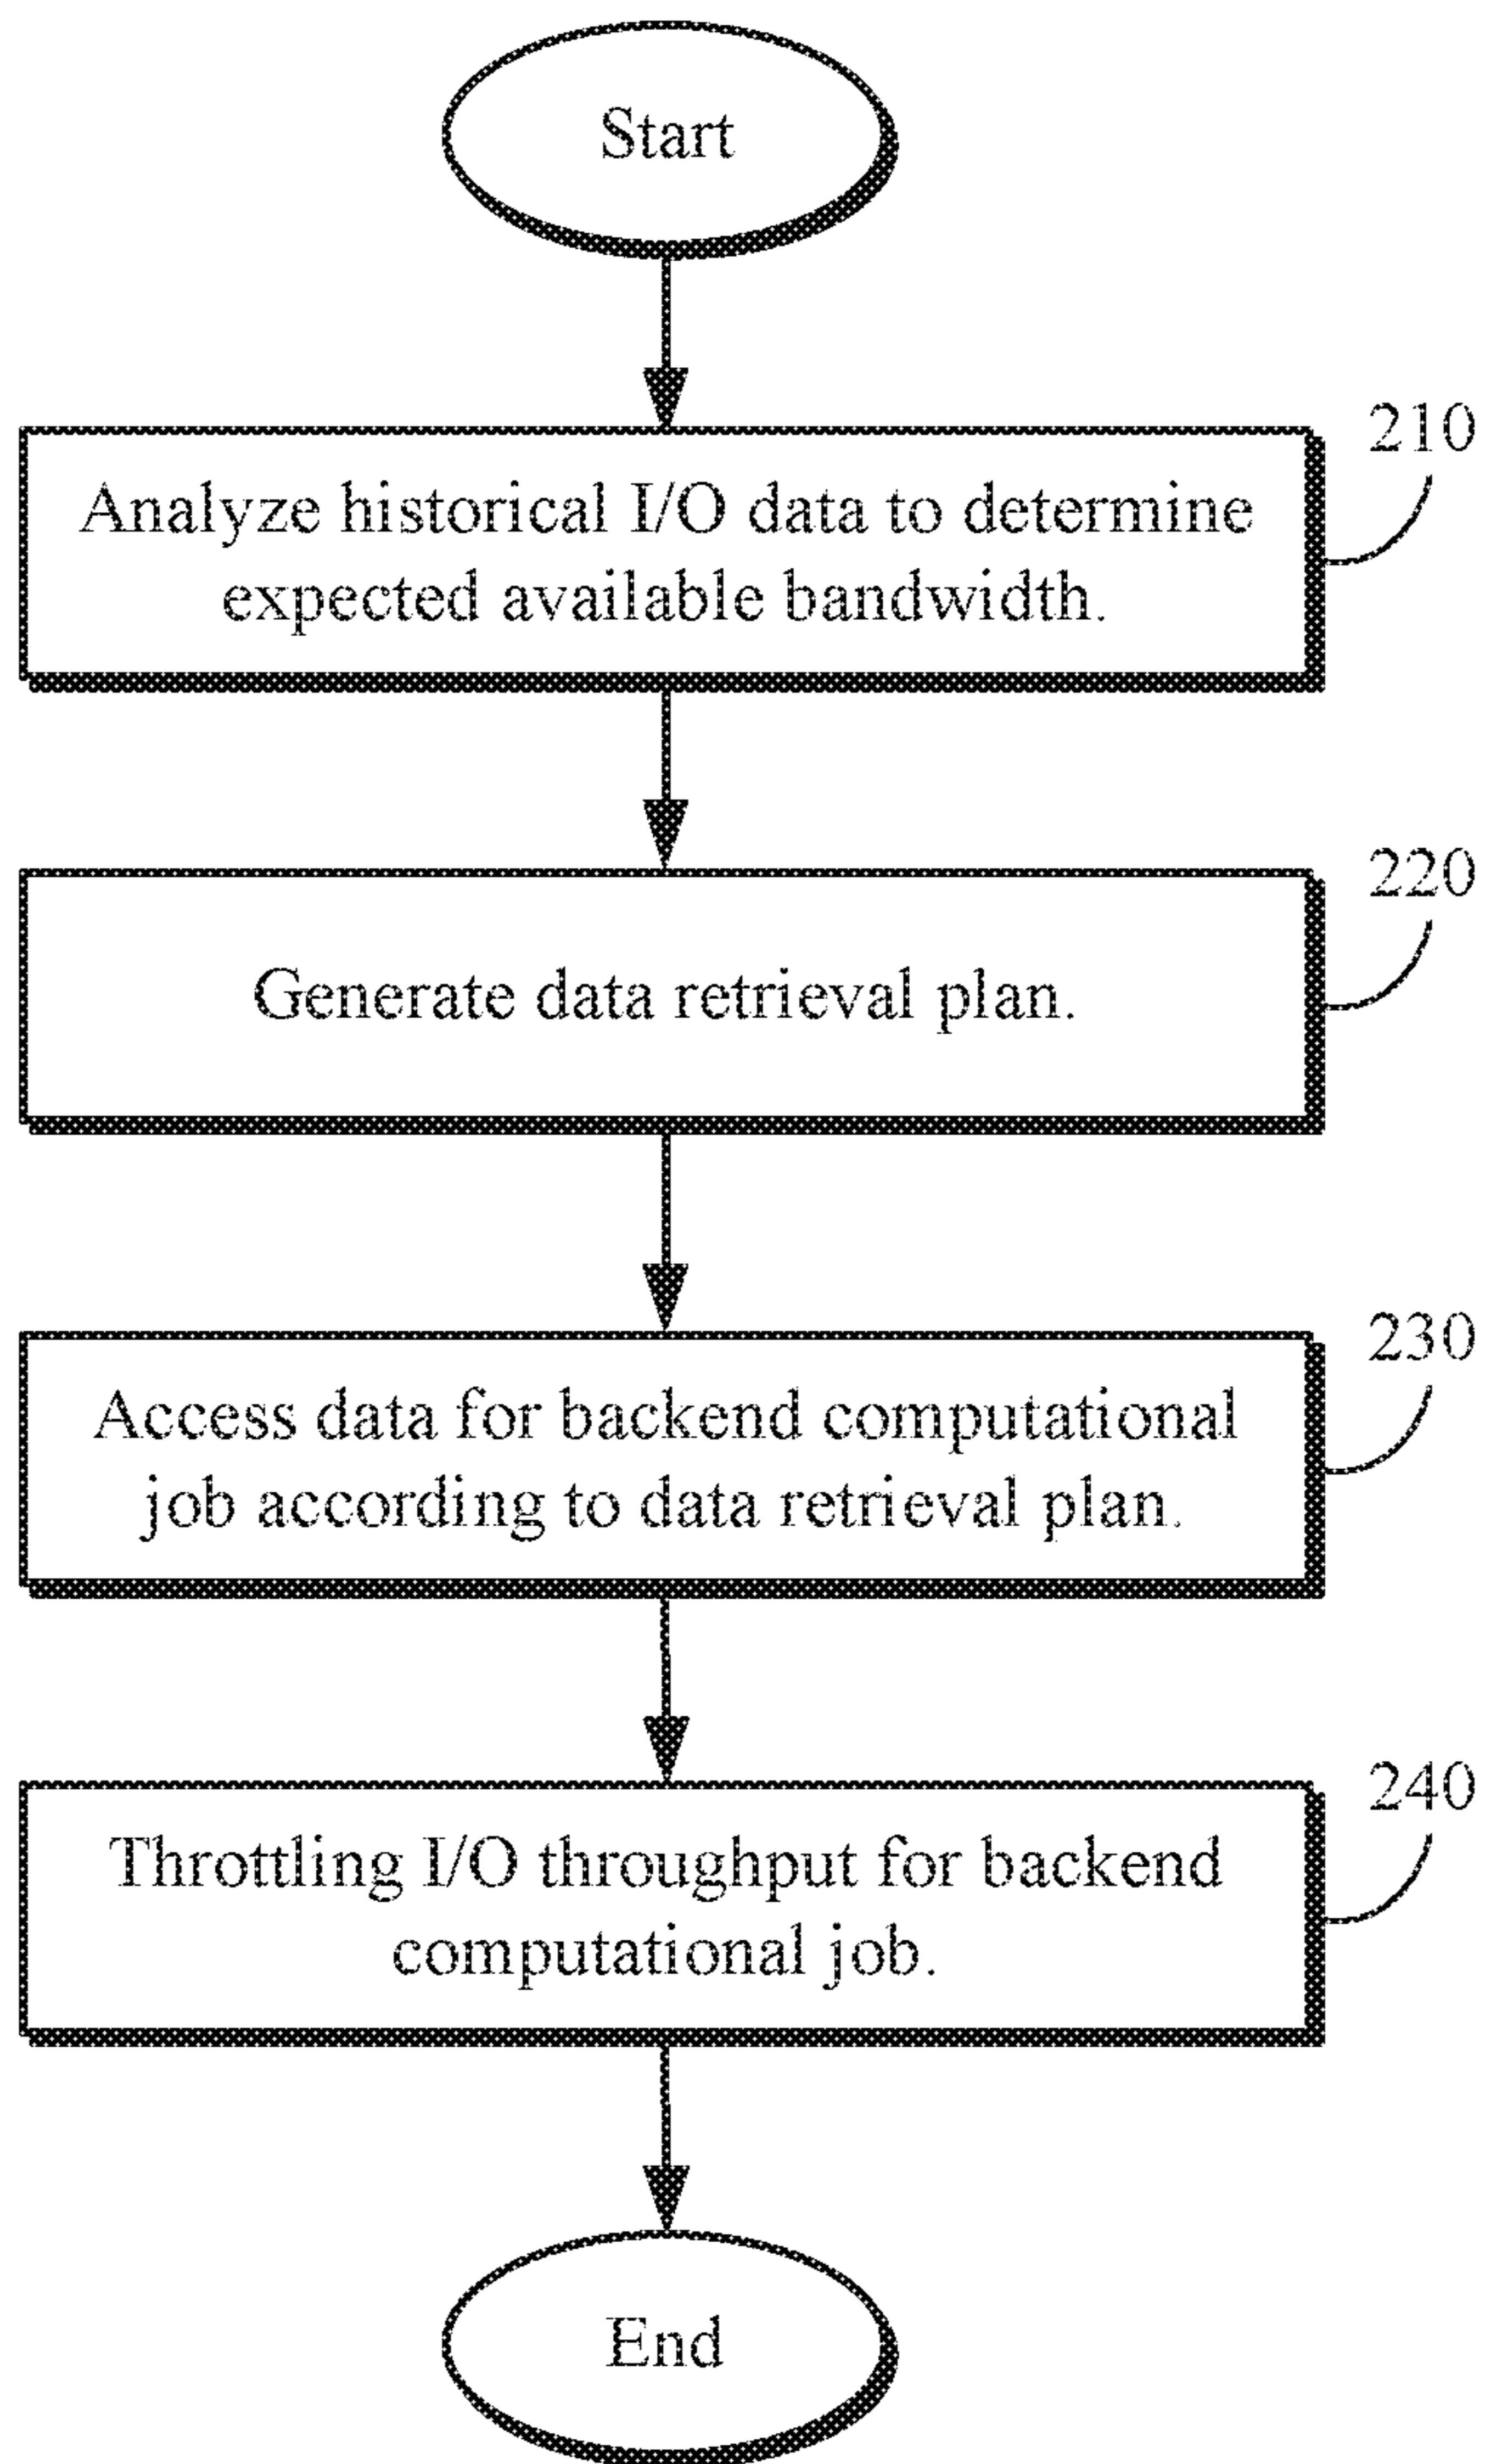 Start
210
Analyze historical I/O data to determine
expected available bandwidth.
220
Generate data retrieval plan.
230
Access data for backend computational
job according to data retrieval plan.
240
Throttling I/O throughput for backend
computational job.
End